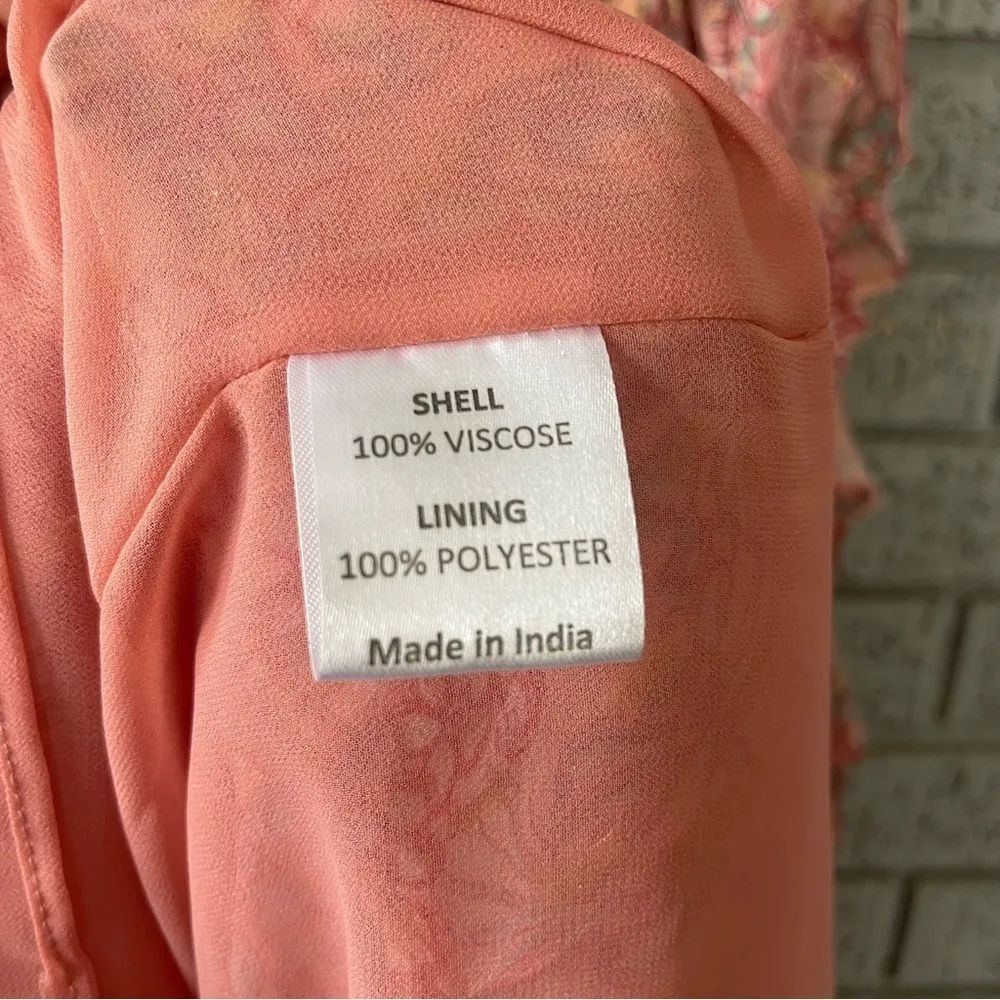 SHELL
100% VISCOSE
LINING
100% POLYESTER
Made in India